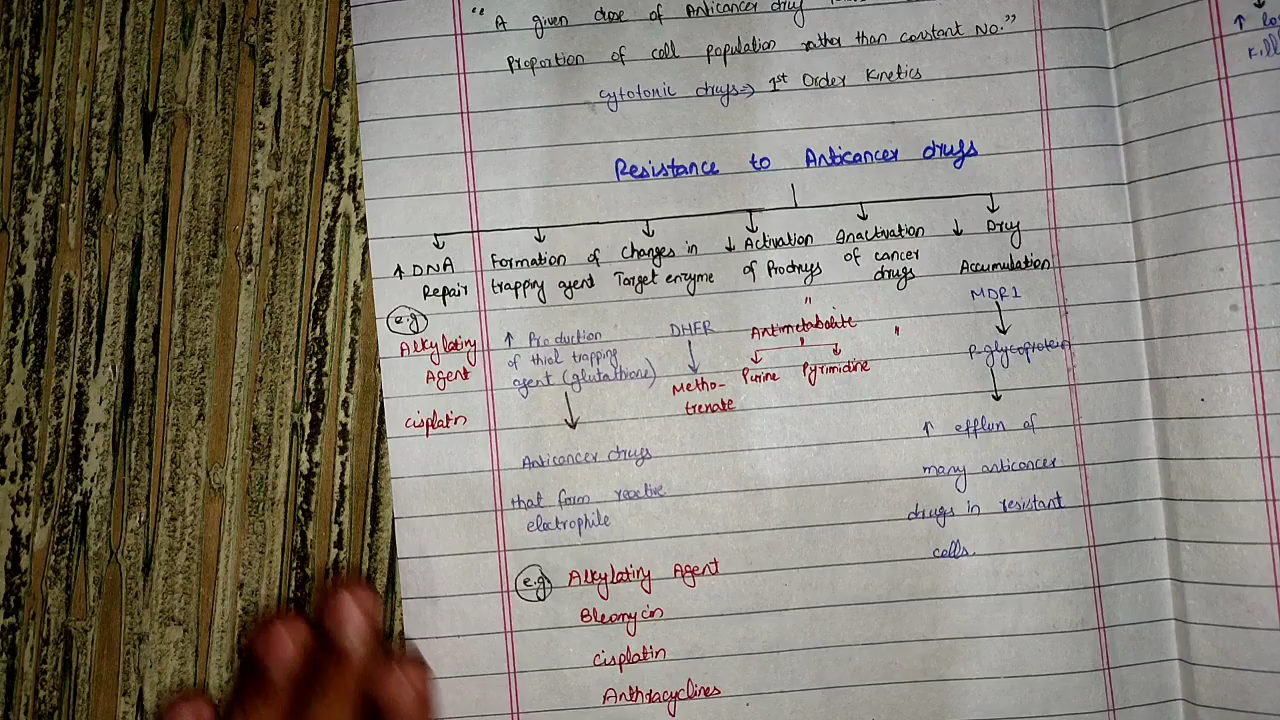 "A given dose of Anticancer drug
Proportion of cell population rather than constant No."
cytotoxic drugs => 1st Order Kinetics
Resistance to Anticancer drugs
↑ DNA Repair
e.g
Alkylating Agent
cisplatin
Formation of trapping agent
↑ Production
of thiol trapping
agent (glutathione)
Anticancer drugs
that form reactive
electrophile
e.g Alkylating Agent
Bleomycin
cisplatin
Anthracyclines
Changes in Target enzyme
DHFR
Metho-
trexate
↓ Activation of Prodrugs
"
Antimetabolite
Purine Pyrimidine
Inactivation of cancer drugs
"
↓ Drug Accumulation
MDR1
P-glycoprotein
↑ efflux of
many anticancer
drugs in resistant
cells.
↑